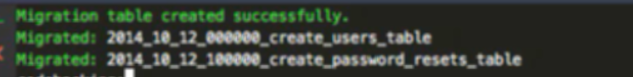 Migration table created successfully.
Migrated: 2014_10_12_000000_create_users_table
Migrated: 2014_10_12_100000_create_password_resets_table